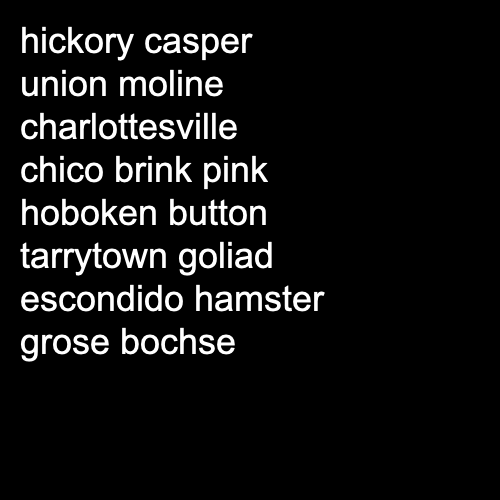 hickory casper
union moline
charlottesville
chico brink pink
hoboken button
tarrytown goliad
escondido hamster
grose bochse